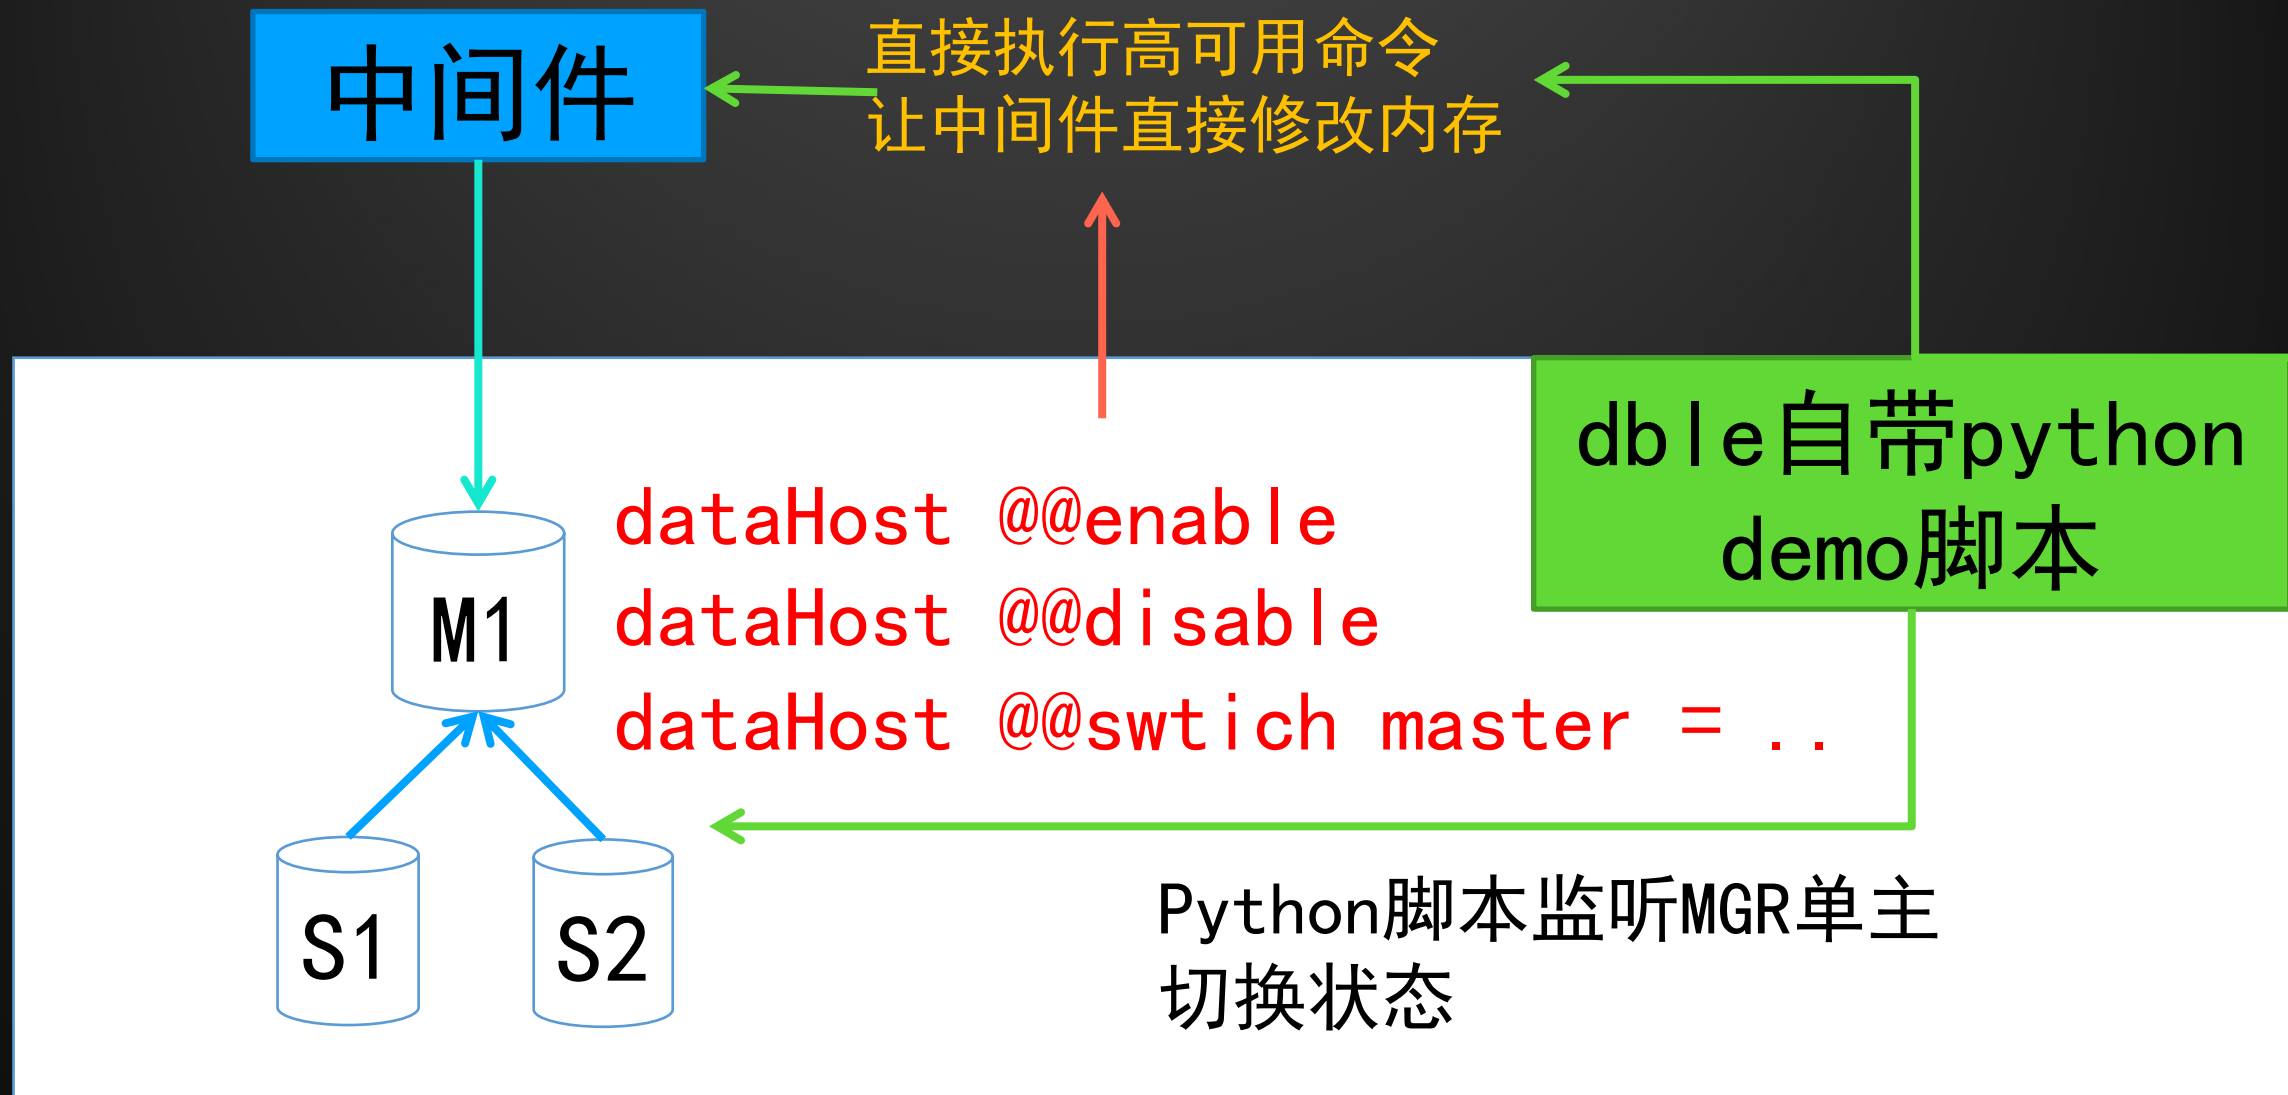 中间件
直接执行高可用命令
让中间件直接修改内存
dble自带python
demo脚本
dataHost @@enable
dataHost @@disable
dataHost @@swtich master = ..
M1
S1
S2
Python脚本监听MGR单主
切换状态